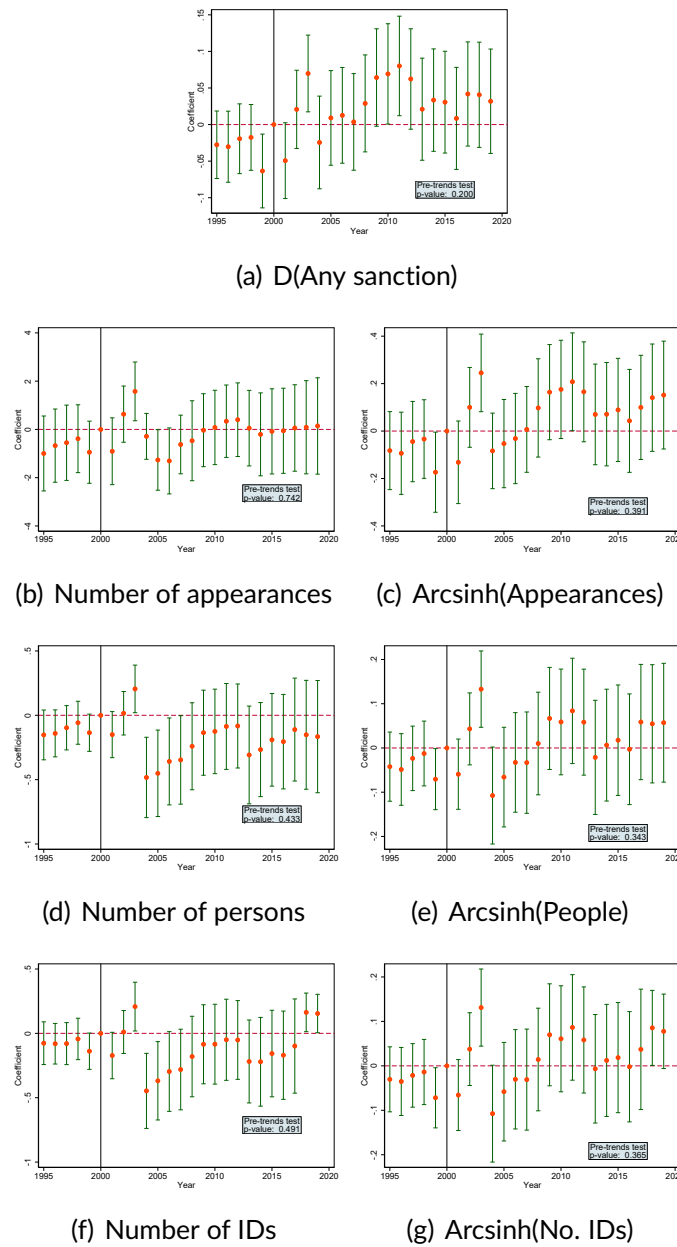 .15
.1
.05
0
-.05
-.1
Coefficient
Pre-trends test
p-value: 0.200
1995 2000 2005 2010 2015 2020
Year
(a) D(Any sanction)
.4
.2
0
-.2
-.4
Coefficient
Pre-trends test
p-value: 0.742
1995 2000 2005 2010 2015 2020
Year
(b) Number of appearances
.4
.2
0
-.2
-.4
Coefficient
Pre-trends test
p-value: 0.391
1995 2000 2005 2010 2015 2020
Year
(c) Arcsinh(Appearances)
.5
0
-.5
-1
Coefficient
Pre-trends test
p-value: 0.433
1995 2000 2005 2010 2015 2020
Year
(d) Number of persons
.2
.1
0
-.1
-.2
Coefficient
Pre-trends test
p-value: 0.343
1995 2000 2005 2010 2015 2020
Year
(e) Arcsinh(People)
.5
0
-.5
-1
Coefficient
Pre-trends test
p-value: 0.491
1995 2000 2005 2010 2015 2020
Year
(f) Number of IDs
.2
.1
0
-.1
-.2
Coefficient
Pre-trends test
p-value: 0.365
1995 2000 2005 2010 2015 2020
Year
(g) Arcsinh(No. IDs)